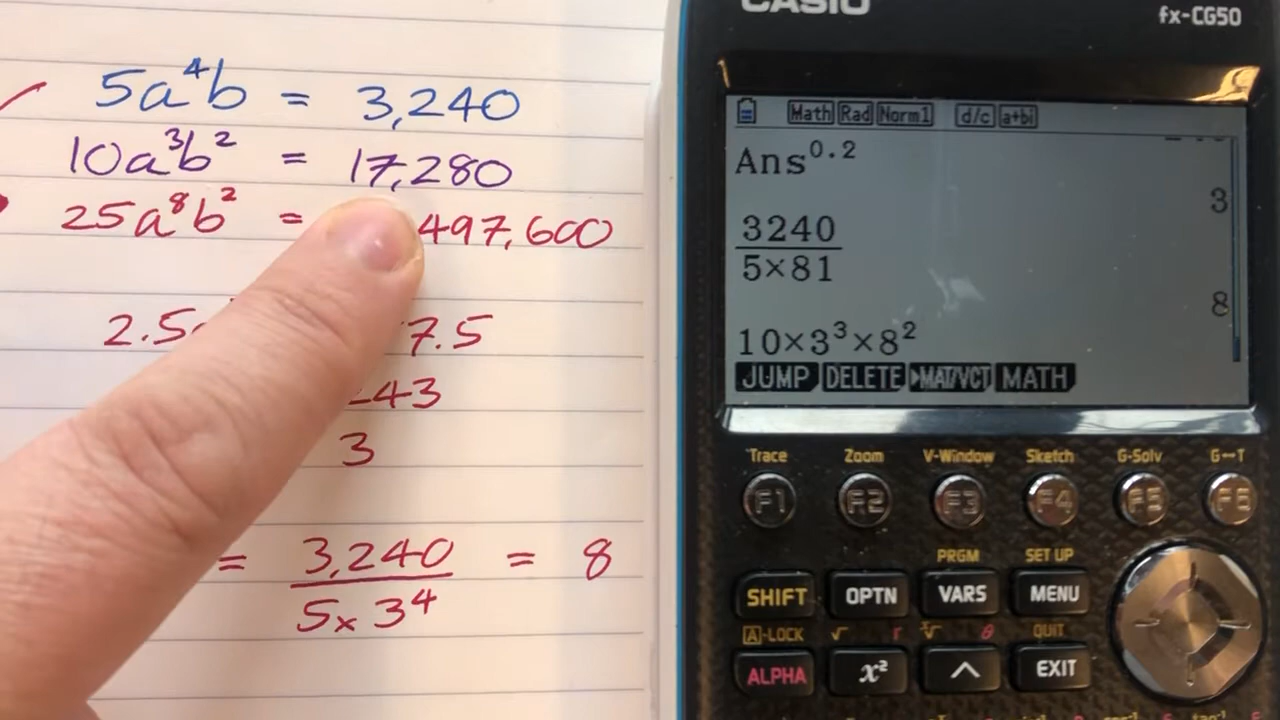 5a⁴b = 3,240
10a³b² = 17,280
25a⁸b² = 497,600
2.5 7.5
243
3
= 3,240 / 5 × 3⁴ = 8
CASIO
fx-CG50
Math Rad Norm1 d/c a+bi
Ans^0.2
3
3240 / 5×81
8
10×3³×8²
JUMP DELETE ▶MAT/VCT MATH
Trace Zoom V-Window Sketch G-Solv G↔T
F1 F2 F3 F4 F5 F6
PRGM SET UP
SHIFT OPTN VARS MENU
A-LOCK √ r θ QUIT
ALPHA x² ^ EXIT